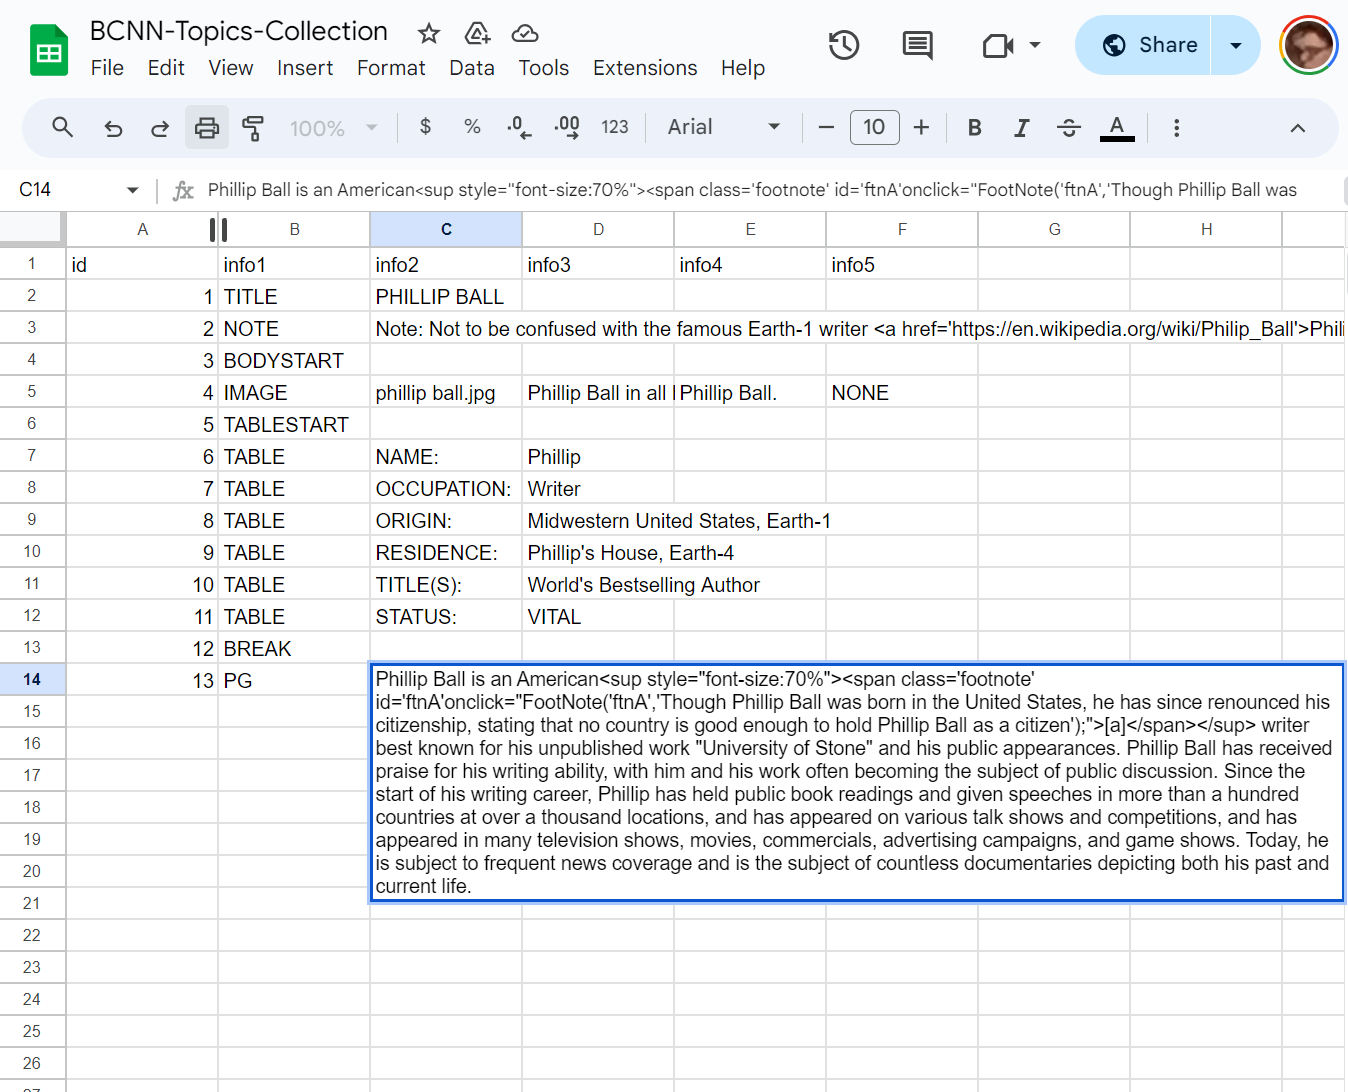 BCNN-Topics-Collection
File Edit View Insert Format Data Tools Extensions Help
Share
100% $ % .0 .00 123 Arial 10 B I S A
C14 fx Phillip Ball is an American<sup style="font-size:70%"><span class='footnote' id='ftnA'onclick="FootNote('ftnA','Though Phillip Ball was
A B C D E F G H
1 id info1 info2 info3 info4 info5
2 1 TITLE PHILLIP BALL
3 2 NOTE Note: Not to be confused with the famous Earth-1 writer <a href='https://en.wikipedia.org/wiki/Philip_Ball'>Phili
4 3 BODYSTART
5 4 IMAGE phillip ball.jpg Phillip Ball in all Phillip Ball. NONE
6 5 TABLESTART
7 6 TABLE NAME: Phillip
8 7 TABLE OCCUPATION: Writer
9 8 TABLE ORIGIN: Midwestern United States, Earth-1
10 9 TABLE RESIDENCE: Phillip's House, Earth-4
11 10 TABLE TITLE(S): World's Bestselling Author
12 11 TABLE STATUS: VITAL
13 12 BREAK
14 13 PG Phillip Ball is an American<sup style="font-size:70%"><span class='footnote'
id='ftnA'onclick="FootNote('ftnA','Though Phillip Ball was born in the United States, he has since renounced his
15 citizenship, stating that no country is good enough to hold Phillip Ball as a citizen');">[a]</span></sup> writer
16 best known for his unpublished work "University of Stone" and his public appearances. Phillip Ball has received
17 praise for his writing ability, with him and his work often becoming the subject of public discussion. Since the
start of his writing career, Phillip has held public book readings and given speeches in more than a hundred
18 countries at over a thousand locations, and has appeared on various talk shows and competitions, and has
19 appeared in many television shows, movies, commercials, advertising campaigns, and game shows. Today, he
20 is subject to frequent news coverage and is the subject of countless documentaries depicting both his past and
current life.
21
22
23
24
25
26